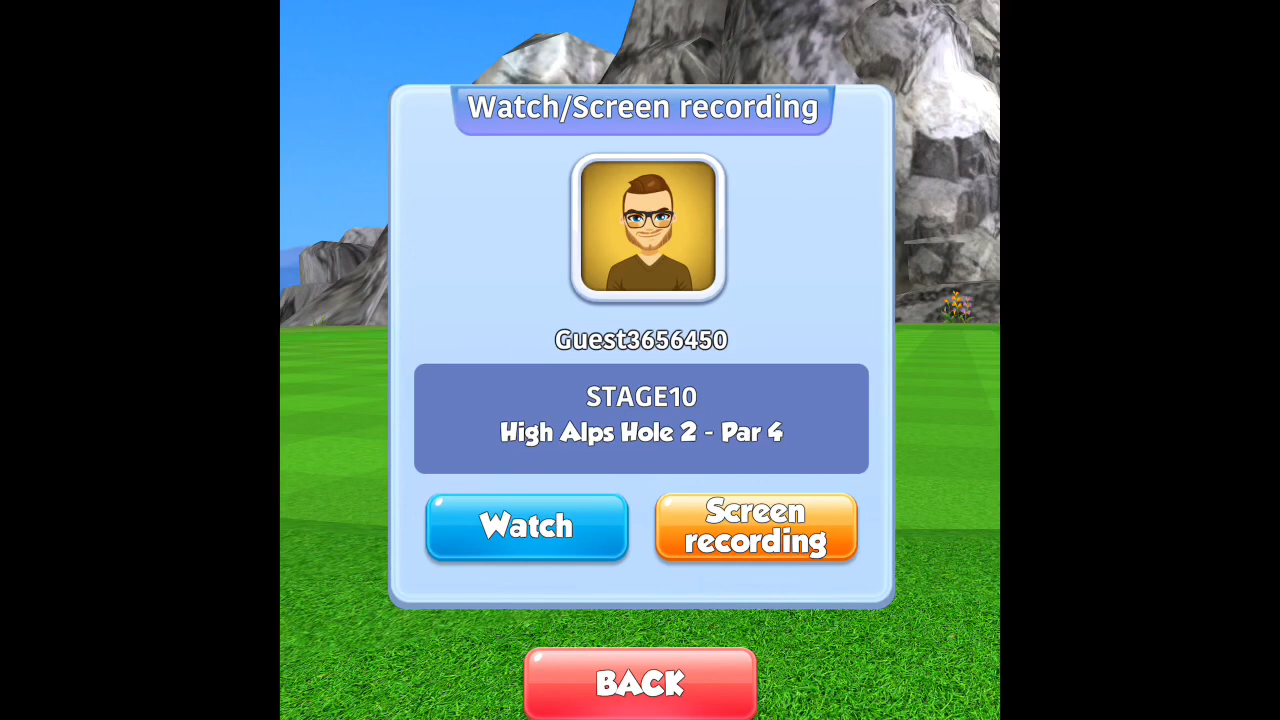 Watch/Screen recording
Guest3656450
STAGE10
High Alps Hole 2 - Par 4
Watch
Screen
recording
BACK